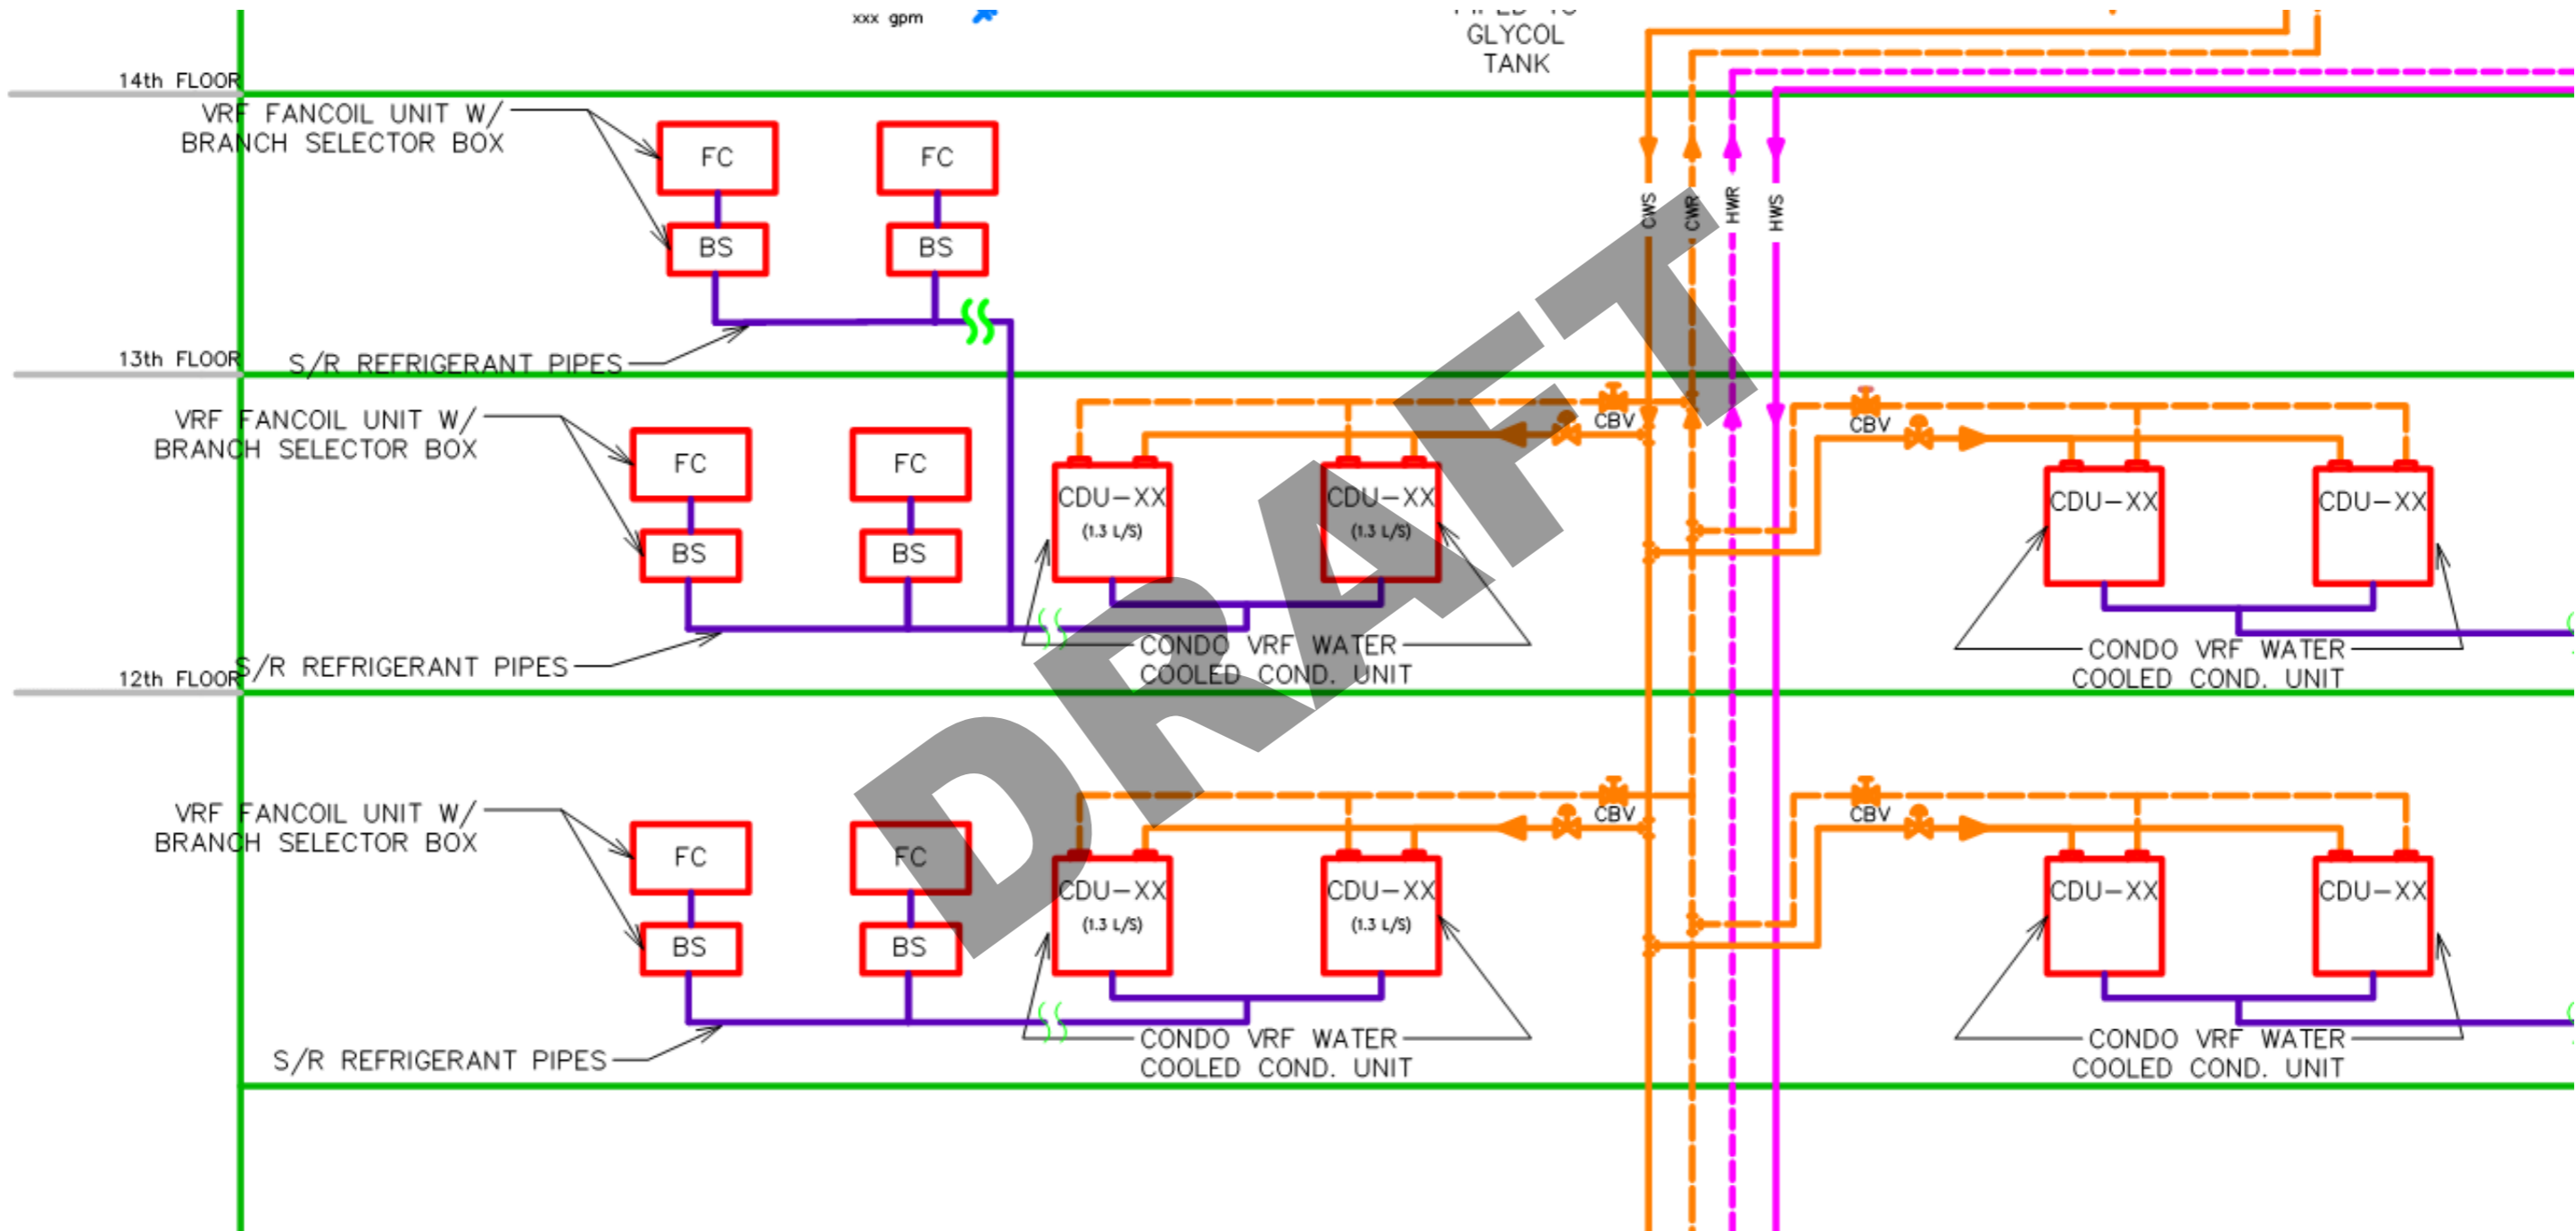 xxx gpm
GLYCOL
TANK
14th FLOOR
VRF FANCOIL UNIT W/
BRANCH SELECTOR BOX
FC
FC
BS
BS
CWS
CWR
HWR
HWS
S/R REFRIGERANT PIPES
13th FLOOR
VRF FANCOIL UNIT W/
BRANCH SELECTOR BOX
FC
FC
BS
BS
CBV
CBV
CDU-XX
(1.3 L/S)
CDU-XX
(1.3 L/S)
CDU-XX
CDU-XX
S/R REFRIGERANT PIPES
CONDO VRF WATER
COOLED COND. UNIT
CONDO VRF WATER
COOLED COND. UNIT
12th FLOOR
DRAFT
VRF FANCOIL UNIT W/
BRANCH SELECTOR BOX
FC
FC
BS
BS
CBV
CBV
CDU-XX
(1.3 L/S)
CDU-XX
(1.3 L/S)
CDU-XX
CDU-XX
S/R REFRIGERANT PIPES
CONDO VRF WATER
COOLED COND. UNIT
CONDO VRF WATER
COOLED COND. UNIT